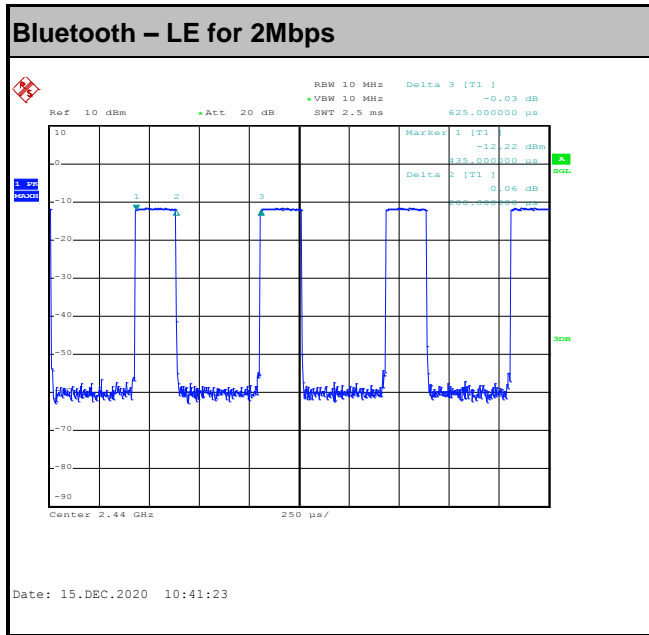 Bluetooth – LE for 2Mbps
R S
RBW 10 MHz Delta 3 [T1 ]
*VBW 10 MHz -0.03 dB
Ref 10 dBm *Att 20 dB SWT 2.5 ms 625.000000 µs
10 Marker 1 [T1 ]
-12.22 dBm
0 435.000000 µs A
SGL
Delta 2 [T1 ]
1 PK 0.06 dB
MAXH
-10 200.000000 µs
1 2 3
-20
-30
-40
3DB
-50
-60
-70
-80
-90
Center 2.44 GHz 250 µs/
Date: 15.DEC.2020 10:41:23